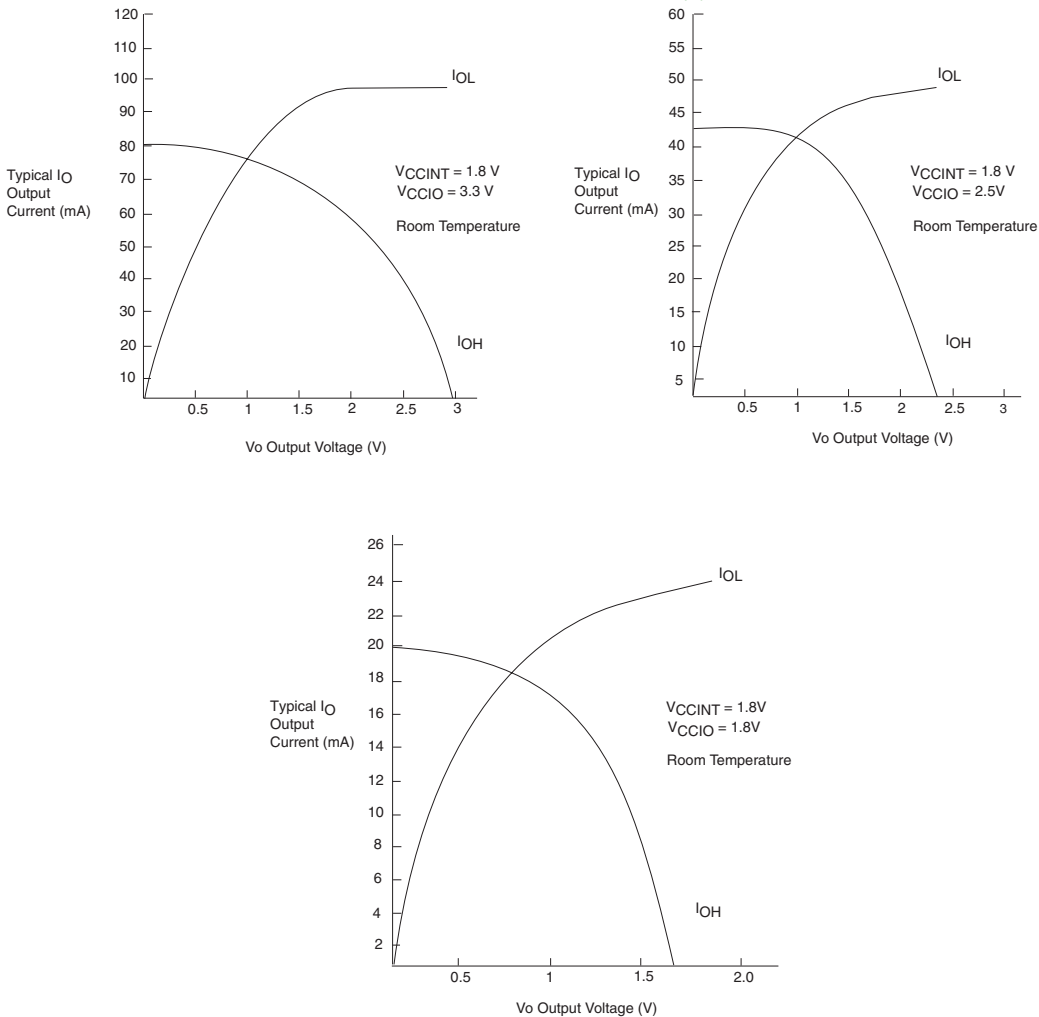 120
110
100
90
80
70
60
50
40
30
20
10
IOL
Typical IO
Output
Current (mA)
VCCINT = 1.8 V
VCCIO = 3.3 V
Room Temperature
IOH
0.5 1 1.5 2 2.5 3
Vo Output Voltage (V)
60
55
50
45
40
35
30
25
20
15
10
5
IOL
Typical IO
Output
Current (mA)
VCCINT = 1.8 V
VCCIO = 2.5V
Room Temperature
IOH
0.5 1 1.5 2 2.5 3
Vo Output Voltage (V)
26
24
22
20
18
16
14
12
10
8
6
4
2
IOL
Typical IO
Output
Current (mA)
VCCINT = 1.8V
VCCIO = 1.8V
Room Temperature
IOH
0.5 1 1.5 2.0
Vo Output Voltage (V)